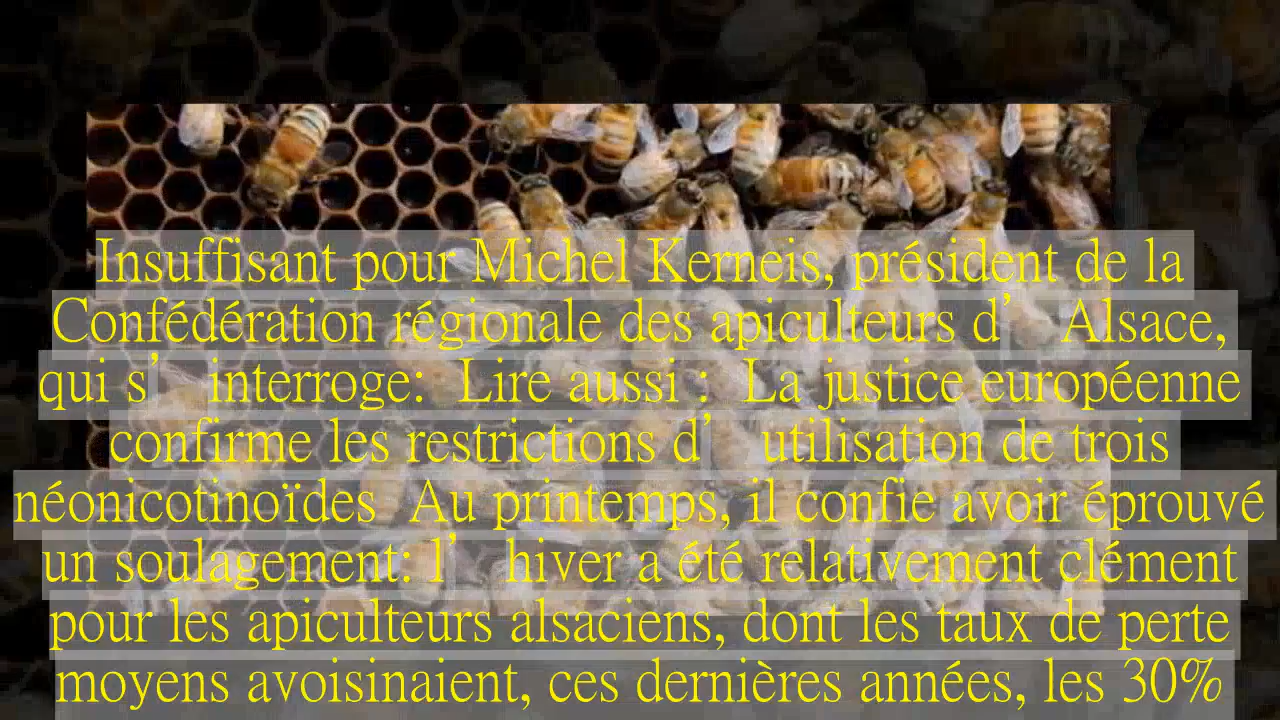 Insuffisant pour Michel Kerneis, président de la
Confédération régionale des apiculteurs d’ Alsace,
qui s’ interroge: Lire aussi : La justice européenne
confirme les restrictions d’ utilisation de trois
néonicotinoïdes Au printemps, il confie avoir éprouvé
un soulagement: l’ hiver a été relativement clément
pour les apiculteurs alsaciens, dont les taux de perte
moyens avoisinaient, ces dernières années, les 30%